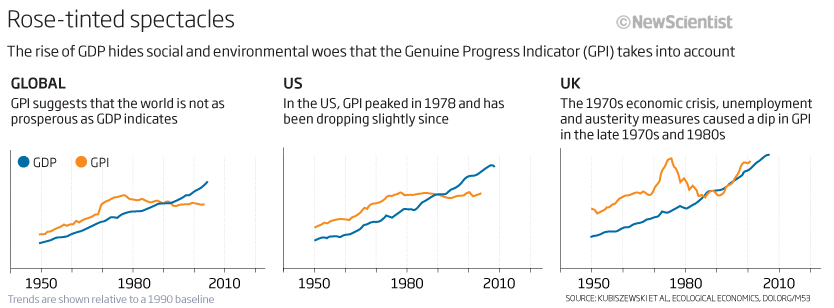 Rose-tinted spectacles
©NewScientist
The rise of GDP hides social and environmental woes that the Genuine Progress Indicator (GPI) takes into account
GLOBAL
GPI suggests that the world is not as
prosperous as GDP indicates
US
In the US, GPI peaked in 1978 and has
been dropping slightly since
UK
The 1970s economic crisis, unemployment
and austerity measures caused a dip in GPI
in the late 1970s and 1980s
GDP GPI
1950 1980 2010
1950 1980 2010
1950 1980 2010
Trends are shown relative to a 1990 baseline
SOURCE: KUBISZEWSKI ET AL, ECOLOGICAL ECONOMICS, DOI.ORG/M53